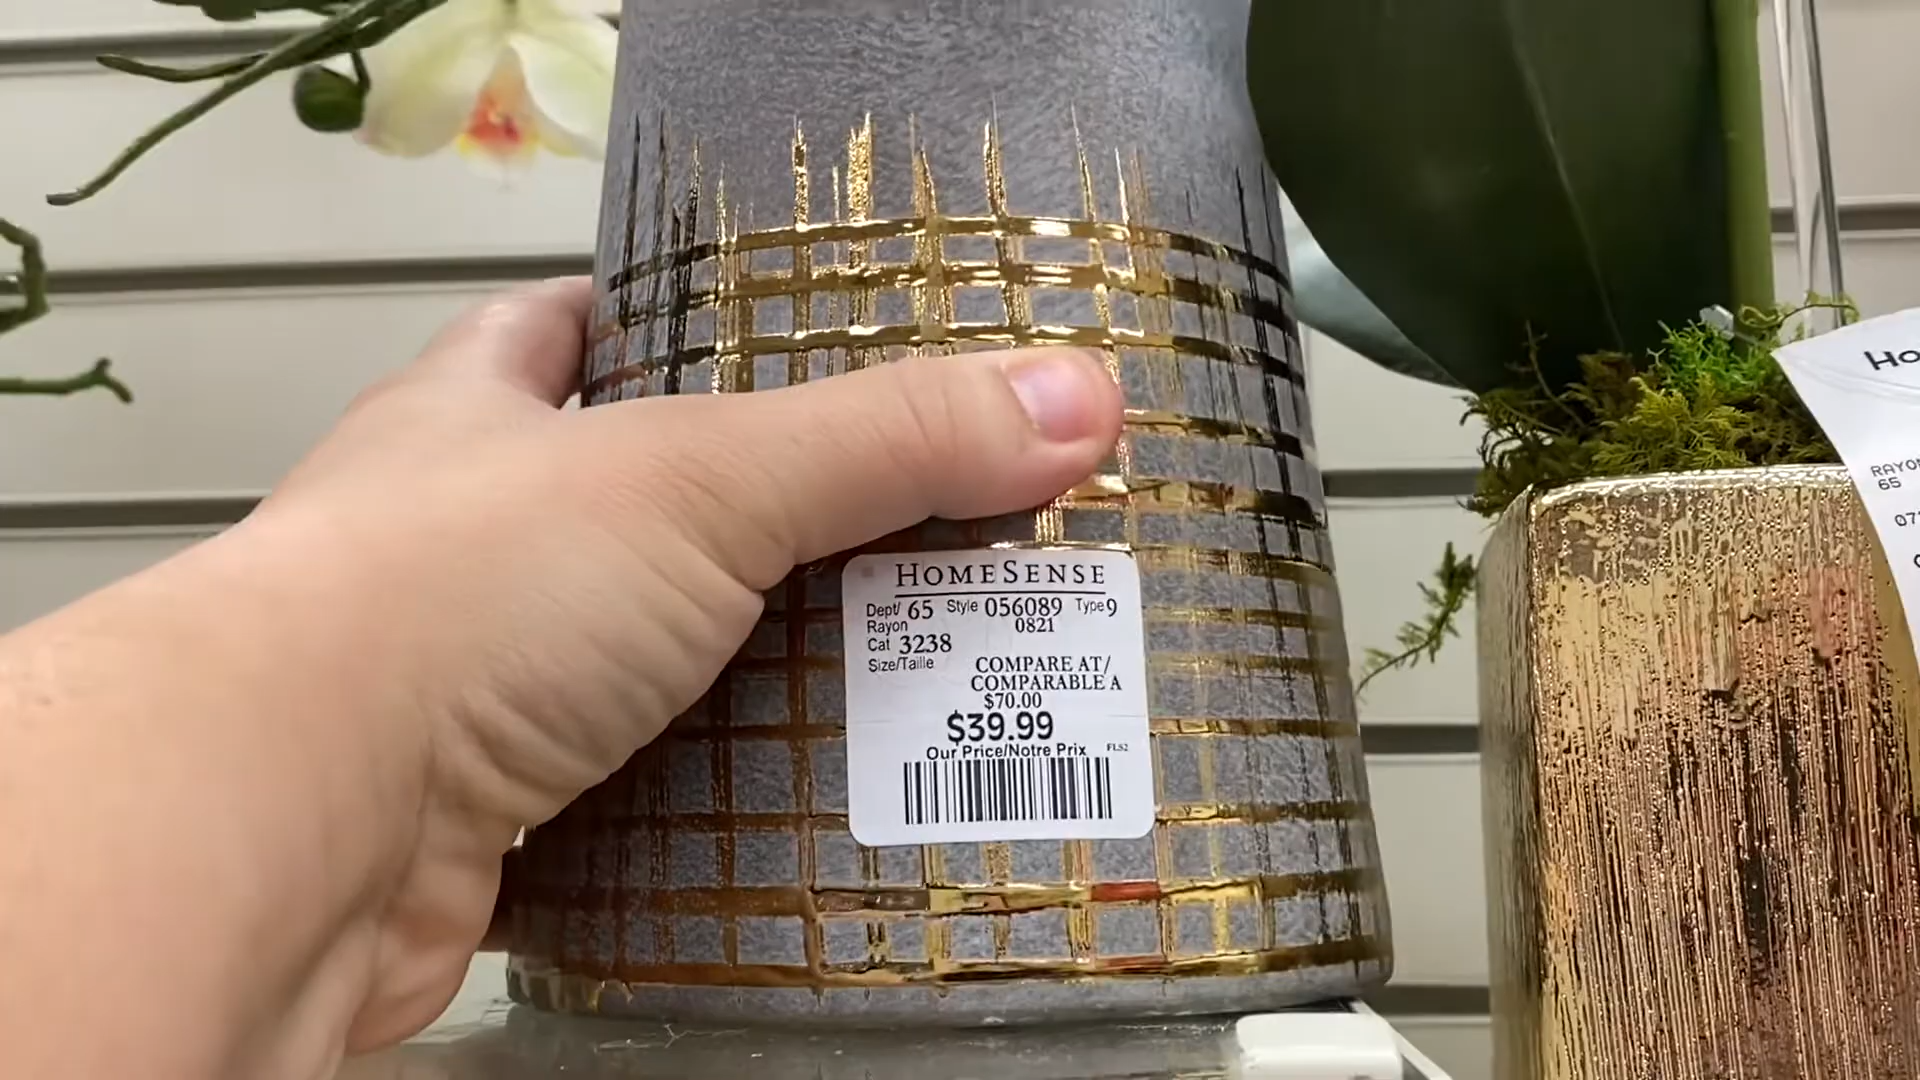 HOMESENSE
Dept/ 65 Style 056089 Type 9
Rayon 0821
Cat 3238
Size/Taille
COMPARE AT/
COMPARABLE A
$70.00
$39.99
Our Price/Notre Prix FLS2
Ho
RAYON
65